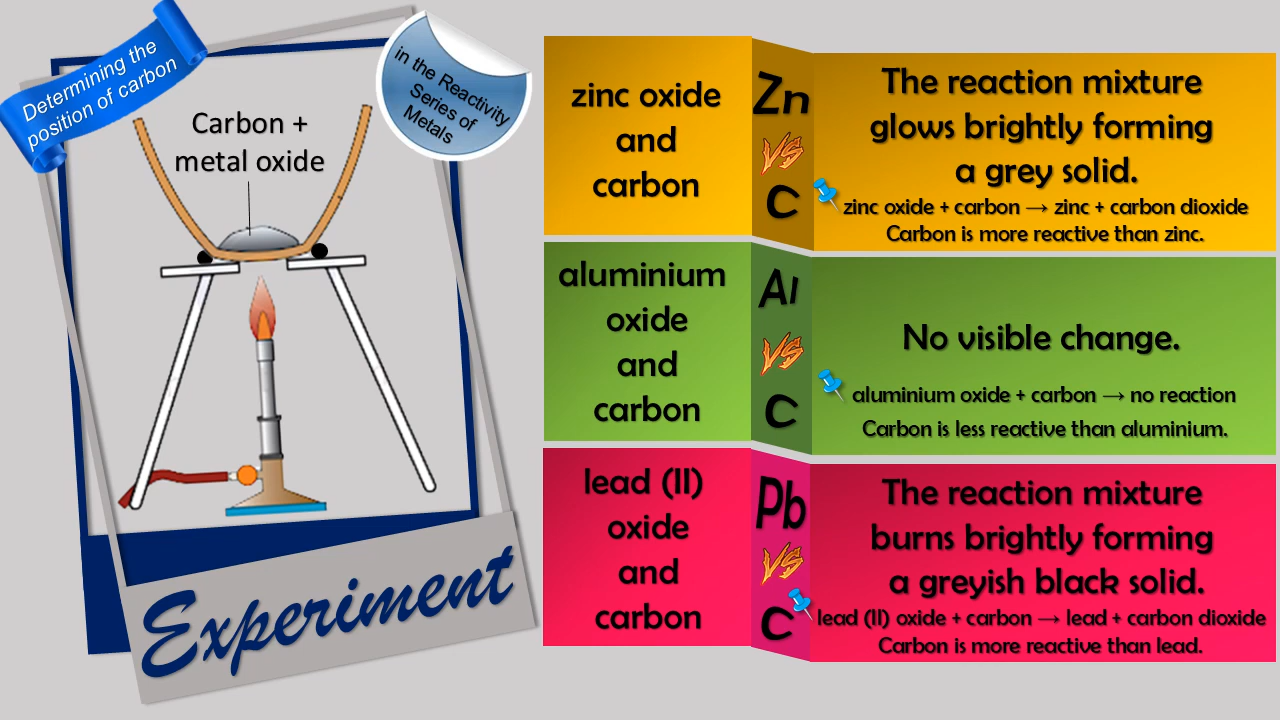 Determining the
position of carbon
in the Reactivity
Series of
Metals
Carbon +
metal oxide
Experiment
zinc oxide
and
carbon
Zn
VS
C
The reaction mixture
glows brightly forming
a grey solid.
zinc oxide + carbon → zinc + carbon dioxide
Carbon is more reactive than zinc.
aluminium
oxide
and
carbon
Al
VS
C
No visible change.
aluminium oxide + carbon → no reaction
Carbon is less reactive than aluminium.
lead (II)
oxide
and
carbon
Pb
VS
C
The reaction mixture
burns brightly forming
a greyish black solid.
lead (II) oxide + carbon → lead + carbon dioxide
Carbon is more reactive than lead.